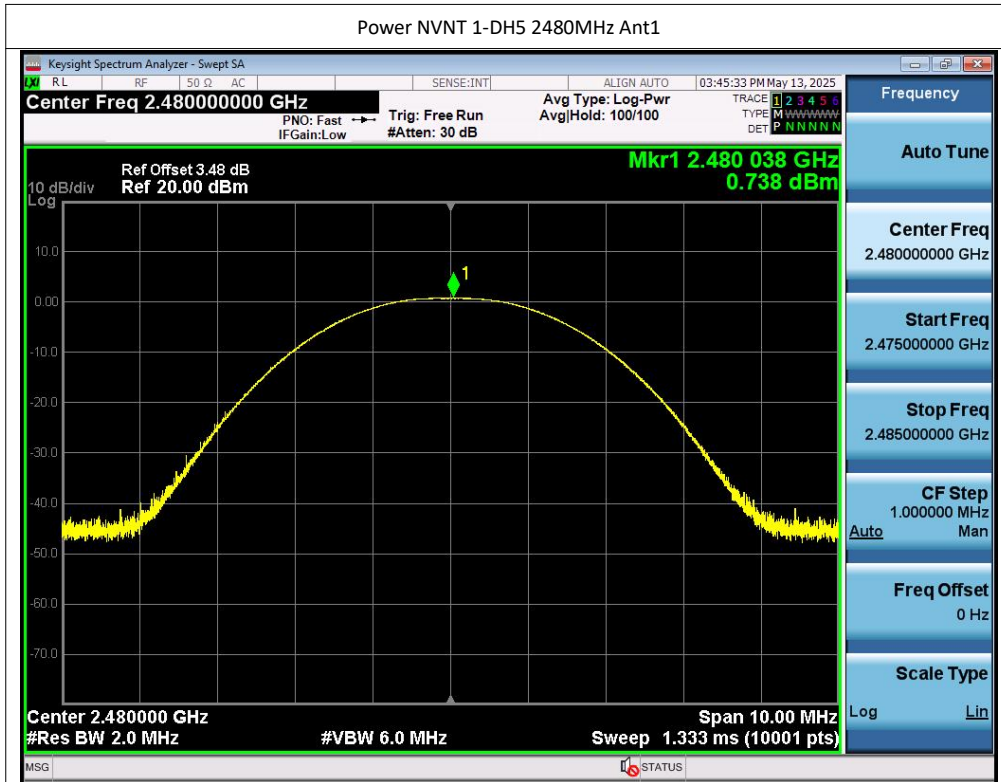 Power NVNT 1-DH5 2480MHz Ant1
Keysight Spectrum Analyzer - Swept SA
LXI RL RF 50 Ω AC SENSE:INT ALIGN AUTO 03:45:33 PM May 13, 2025
Center Freq 2.480000000 GHz
PNO: Fast
IFGain:Low
Trig: Free Run
#Atten: 30 dB
Avg Type: Log-Pwr
Avg|Hold: 100/100
TRACE 1 2 3 4 5 6
TYPE M WWWWW
DET P N N N N N
Frequency
Mkr1 2.480 038 GHz
0.738 dBm
Ref Offset 3.48 dB
10 dB/div Ref 20.00 dBm
Log
10.0
0.00
-10.0
-20.0
-30.0
-40.0
-50.0
-60.0
-70.0
1
Center 2.480000 GHz
Span 10.00 MHz
#Res BW 2.0 MHz
#VBW 6.0 MHz
Sweep 1.333 ms (10001 pts)
Auto Tune
Center Freq
2.480000000 GHz
Start Freq
2.475000000 GHz
Stop Freq
2.485000000 GHz
CF Step
1.000000 MHz
Auto Man
Freq Offset
0 Hz
Scale Type
Log Lin
MSG STATUS